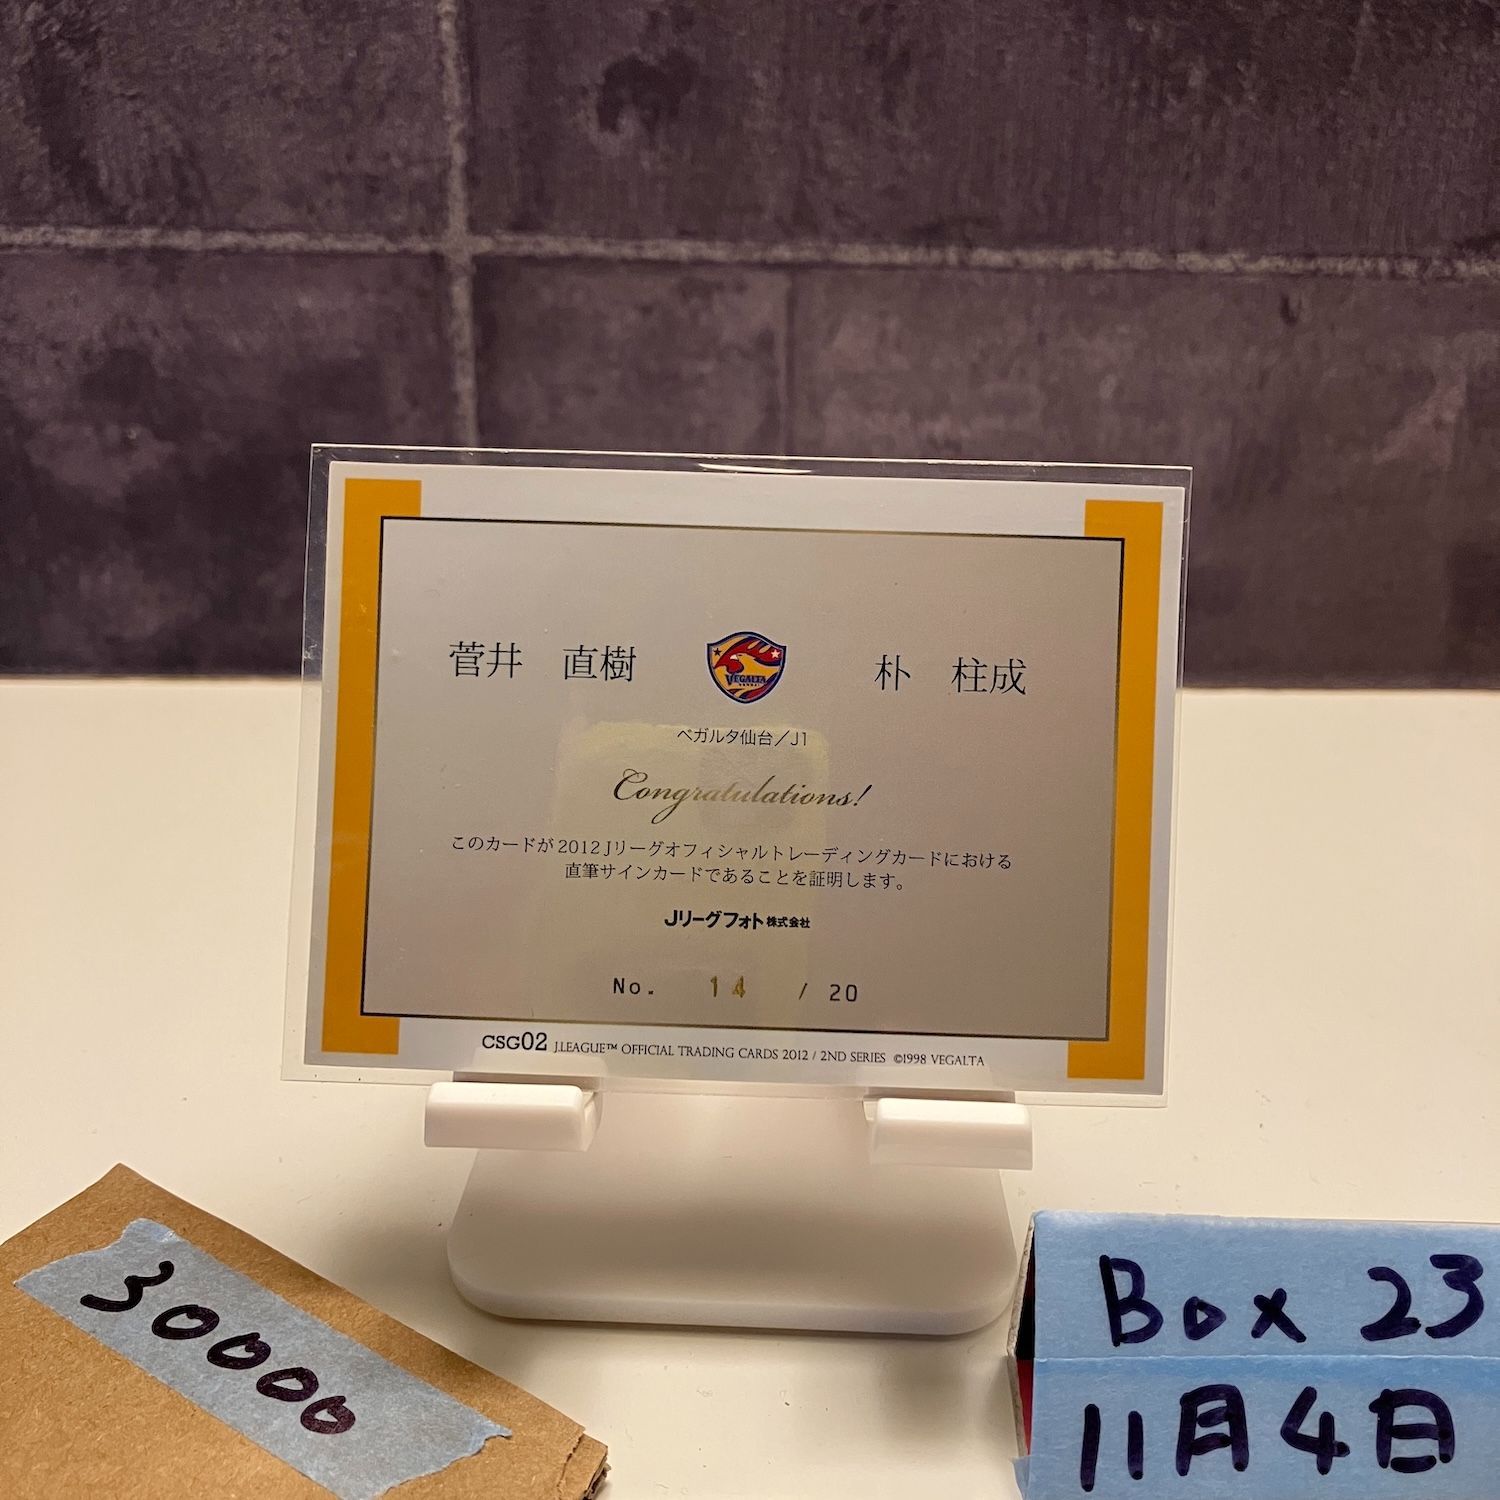 菅井 直樹
VEGALTA
朴 柱成
ベガルタ仙台／J1
Congratulations!
このカードが2012Jリーグオフィシャルトレーディングカードにおける
直筆サインカードであることを証明します。
Jリーグフォト株式会社
No. 14 / 20
CSG02 J.LEAGUE™ OFFICIAL TRADING CARDS 2012 / 2ND SERIES ©1998 VEGALTA
30000
Box 23
11月4日